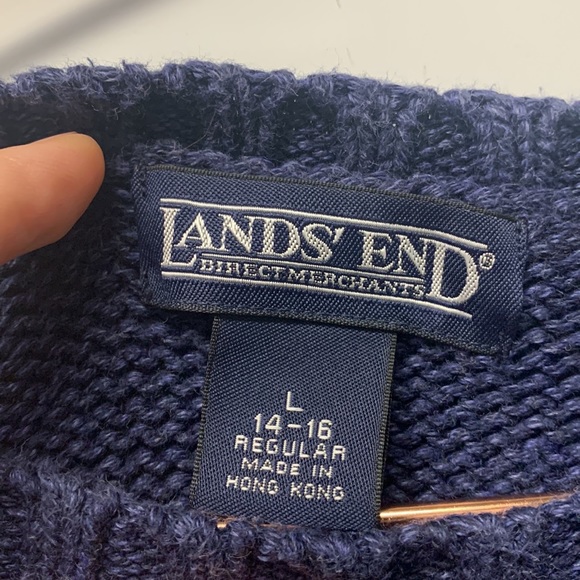 LANDS' END®
DIRECT MERCHANTS
L
14-16
REGULAR
MADE IN
HONG KONG